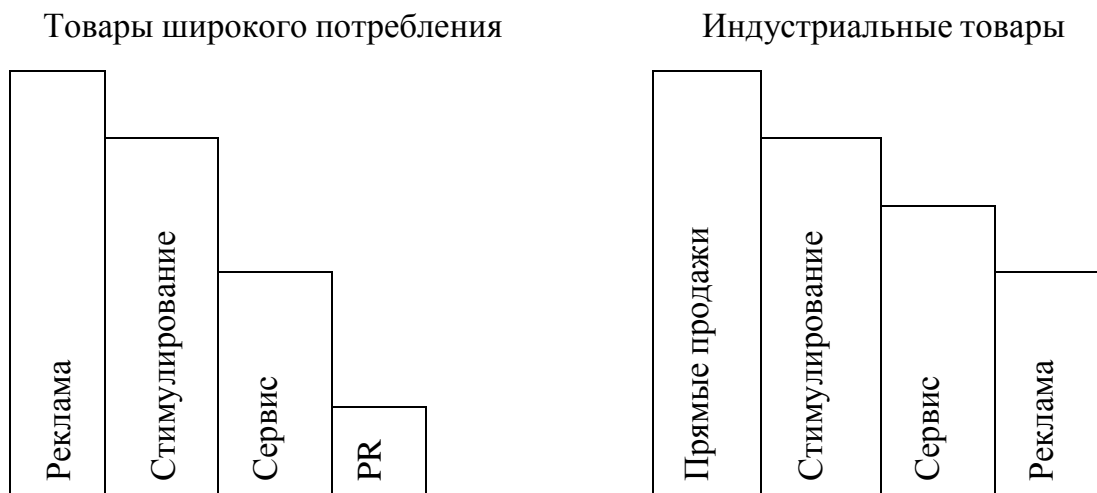 Товары широкого потребления
Реклама
Стимулирование
Сервис
PR
Индустриальные товары
Прямые продажи
Стимулирование
Сервис
Реклама